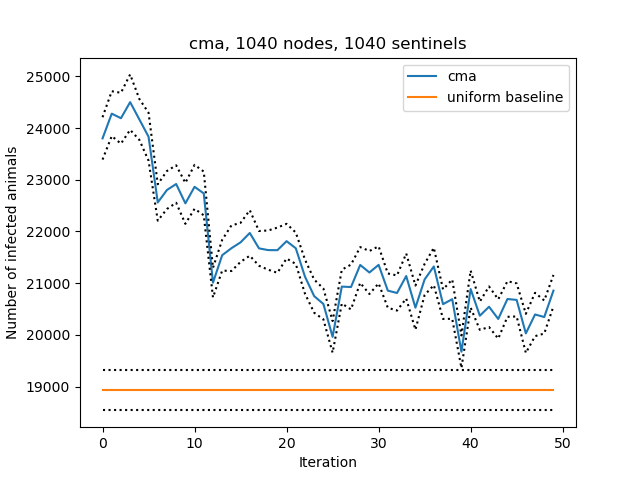 cma, 1040 nodes, 1040 sentinels
cma
uniform baseline
Number of infected animals
25000
24000
23000
22000
21000
20000
19000
0 10 20 30 40 50
Iteration